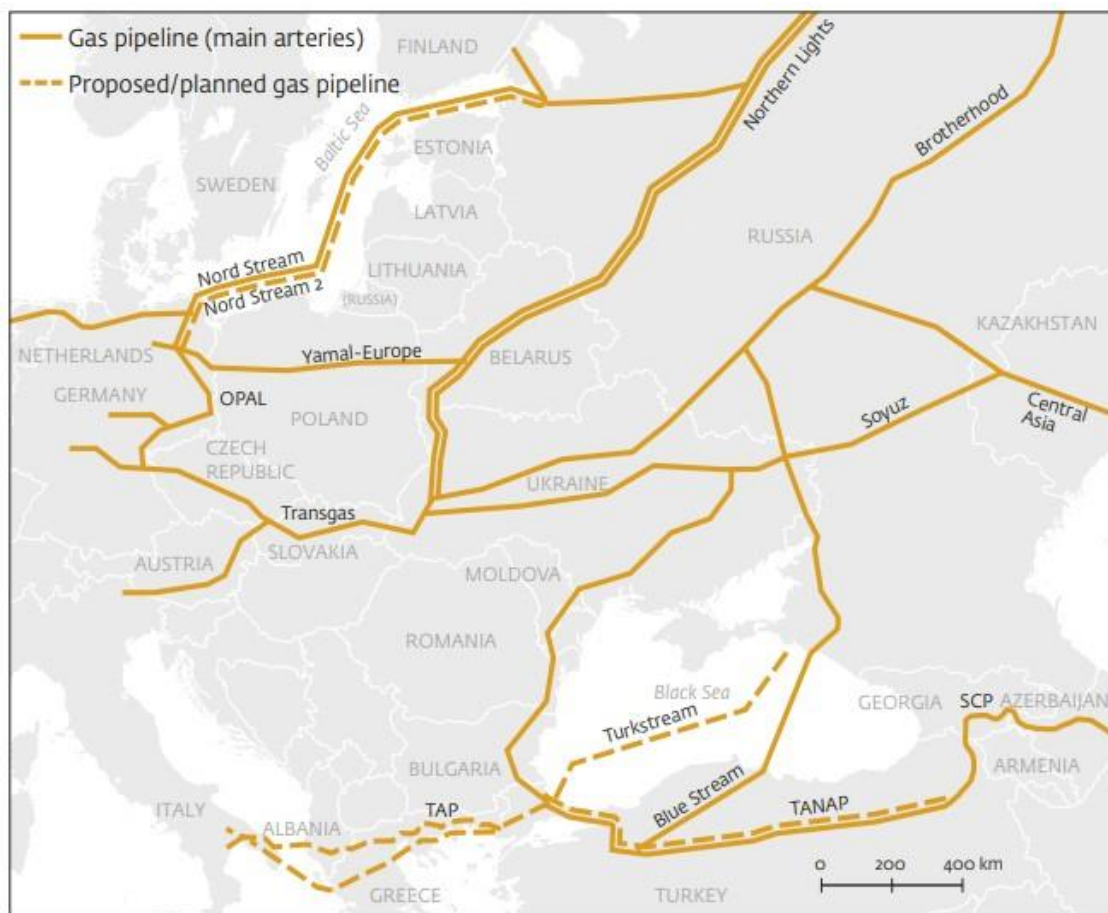 Gas pipeline (main arteries)
Proposed/planned gas pipeline
FINLAND
Northern Lights
Brotherhood
Baltic Sea
ESTONIA
SWEDEN
LATVIA
RUSSIA
Nord Stream
Nord Stream 2
LITHUANIA
(RUSSIA)
KAZAKHSTAN
NETHERLANDS
Yamal-Europe
BELARUS
GERMANY
OPAL
POLAND
Soyuz
Central
Asia
CZECH
REPUBLIC
UKRAINE
Transgas
SLOVAKIA
AUSTRIA
MOLDOVA
ROMANIA
Black Sea
Turkstream
GEORGIA
SCP
AZERBAIJAN
BULGARIA
Blue Stream
ARMENIA
ITALY
TAP
TANAP
ALBANIA
GREECE
TURKEY
0 200 400 km